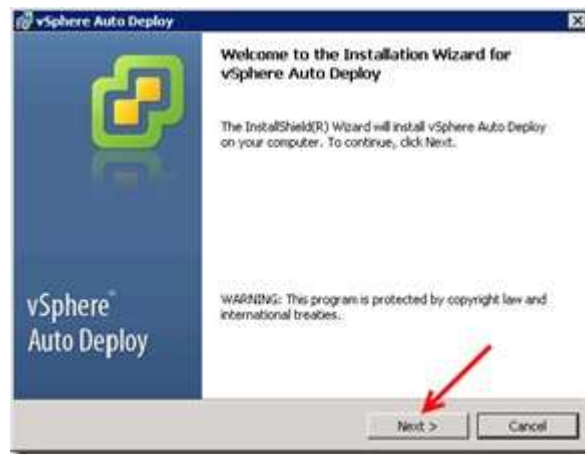 vSphere Auto Deploy
Welcome to the Installation Wizard for
vSphere Auto Deploy
The InstallShield(R) Wizard will install vSphere Auto Deploy
on your computer. To continue, click Next.
WARNING: This program is protected by copyright law and
international treaties.
vSphere™
Auto Deploy
Next >
Cancel